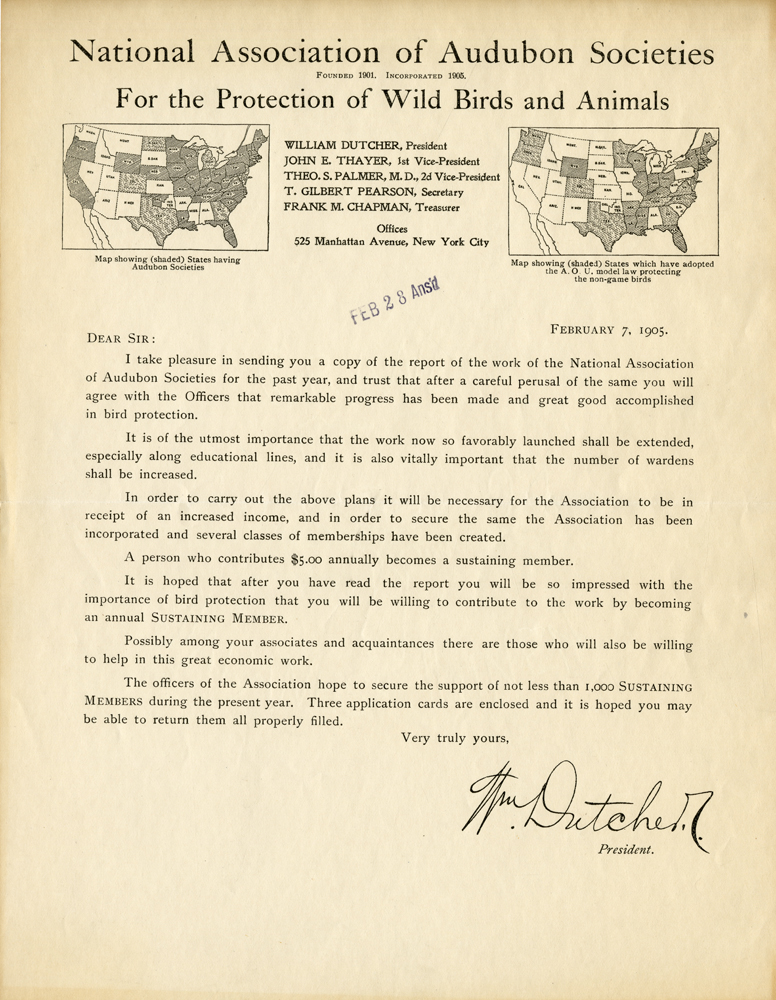 National Association of Audubon Societies
FOUNDED 1901. INCORPORATED 1905.
For the Protection of Wild Birds and Animals
WILLIAM DUTCHER, President
JOHN E. THAYER, 1st Vice-President
THEO. S. PALMER, M. D., 2d Vice-President
T. GILBERT PEARSON, Secretary
FRANK M. CHAPMAN, Treasurer
Offices
525 Manhattan Avenue, New York City
Map showing (shaded) States having
Audubon Societies
Map showing (shaded) States which have adopted
the A. O. U. model law protecting
the non-game birds
FEB 28 Ans'd
FEBRUARY 7, 1905.
DEAR SIR:
I take pleasure in sending you a copy of the report of the work of the National Association
of Audubon Societies for the past year, and trust that after a careful perusal of the same you will
agree with the Officers that remarkable progress has been made and great good accomplished
in bird protection.
It is of the utmost importance that the work now so favorably launched shall be extended,
especially along educational lines, and it is also vitally important that the number of wardens
shall be increased.
In order to carry out the above plans it will be necessary for the Association to be in
receipt of an increased income, and in order to secure the same the Association has been
incorporated and several classes of memberships have been created.
A person who contributes $5.00 annually becomes a sustaining member.
It is hoped that after you have read the report you will be so impressed with the
importance of bird protection that you will be willing to contribute to the work by becoming
an annual SUSTAINING MEMBER.
Possibly among your associates and acquaintances there are those who will also be willing
to help in this great economic work.
The officers of the Association hope to secure the support of not less than 1,000 SUSTAINING
MEMBERS during the present year. Three application cards are enclosed and it is hoped you may
be able to return them all properly filled.
Very truly yours,
Wm. Dutcher.
President.